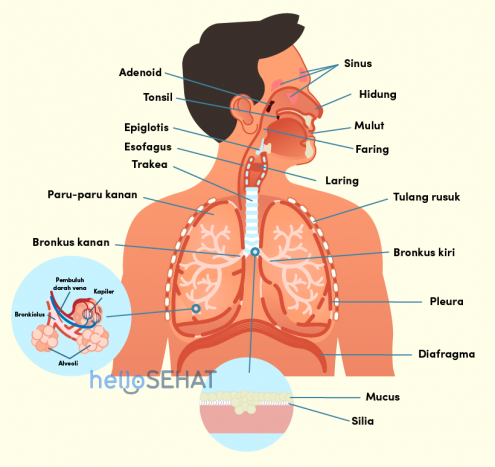 Adenoid
Sinus
Tonsil
Hidung
Epiglotis
Mulut
Esofagus
Faring
Trakea
Laring
Paru-paru kanan
Tulang rusuk
Bronkus kanan
Bronkus kiri
Pembuluh
darah vena
Kapiler
Bronkiolus
Alveoli
Pleura
Diafragma
helloSEHAT
Mucus
Silia